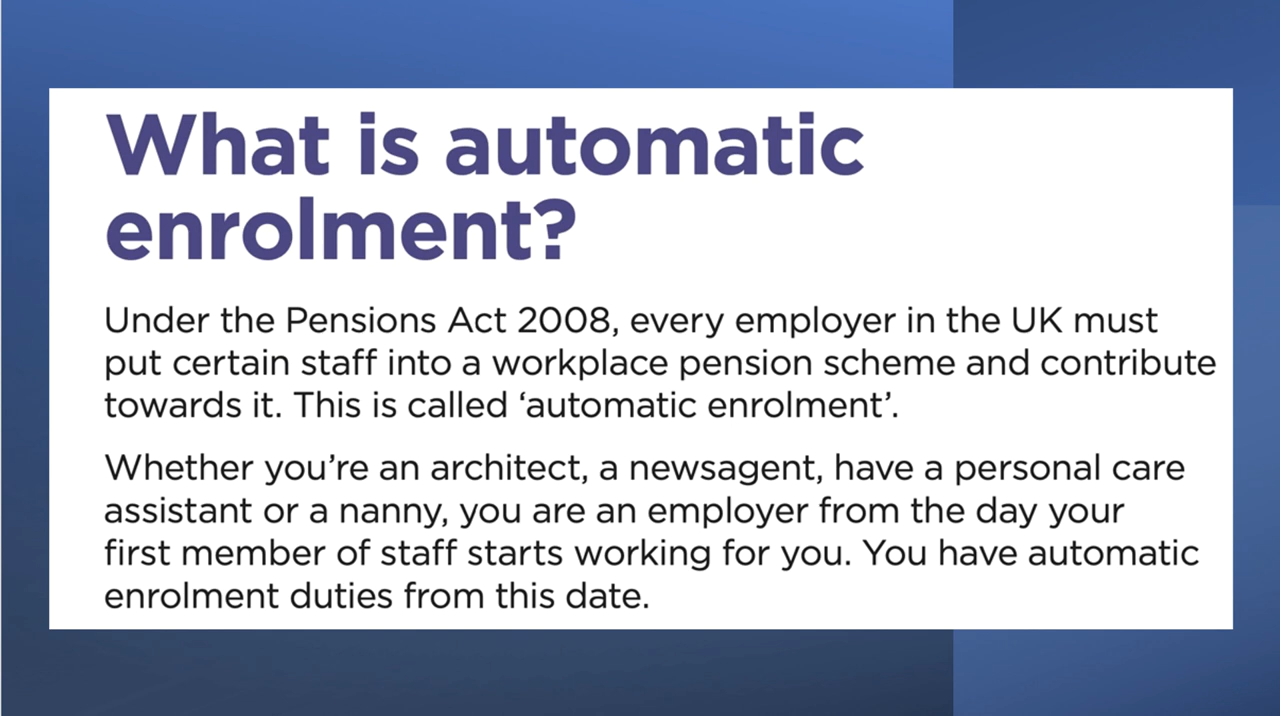 What is automatic
enrolment?
Under the Pensions Act 2008, every employer in the UK must
put certain staff into a workplace pension scheme and contribute
towards it. This is called ‘automatic enrolment’.
Whether you’re an architect, a newsagent, have a personal care
assistant or a nanny, you are an employer from the day your
first member of staff starts working for you. You have automatic
enrolment duties from this date.